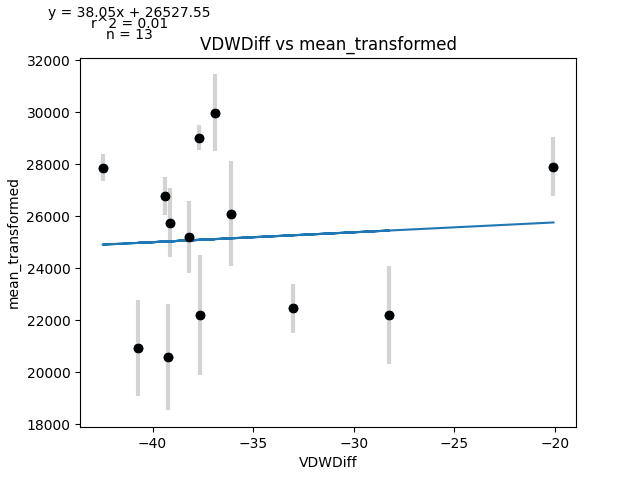 y = 38.05x + 26527.55
r^2 = 0.01
n = 13
VDWDiff vs mean_transformed
32000
30000
28000
26000
24000
22000
20000
18000
mean_transformed
−40
−35
−30
−25
−20
VDWDiff